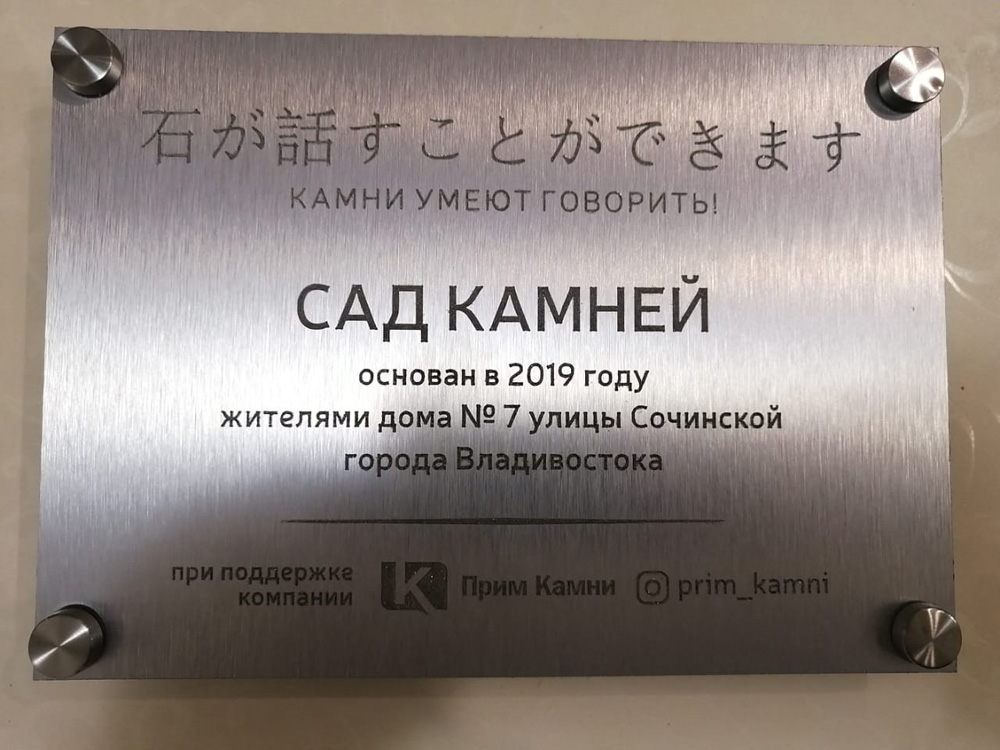 石が話すことができます
КАМНИ УМЕЮТ ГОВОРИТЬ!
САД КАМНЕЙ
основан в 2019 году
жителями дома № 7 улицы Сочинской
города Владивостока
при поддержке
компании
К Прим Камни prim_kamni